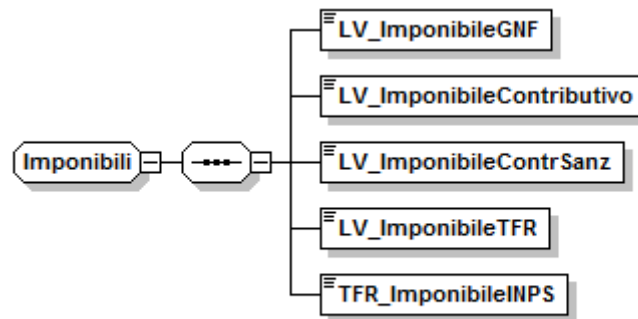 LV_ImponibileGNF
LV_ImponibileContributivo
Imponibili
LV_ImponibileContrSanz
LV_ImponibileTFR
TFR_ImponibileINPS